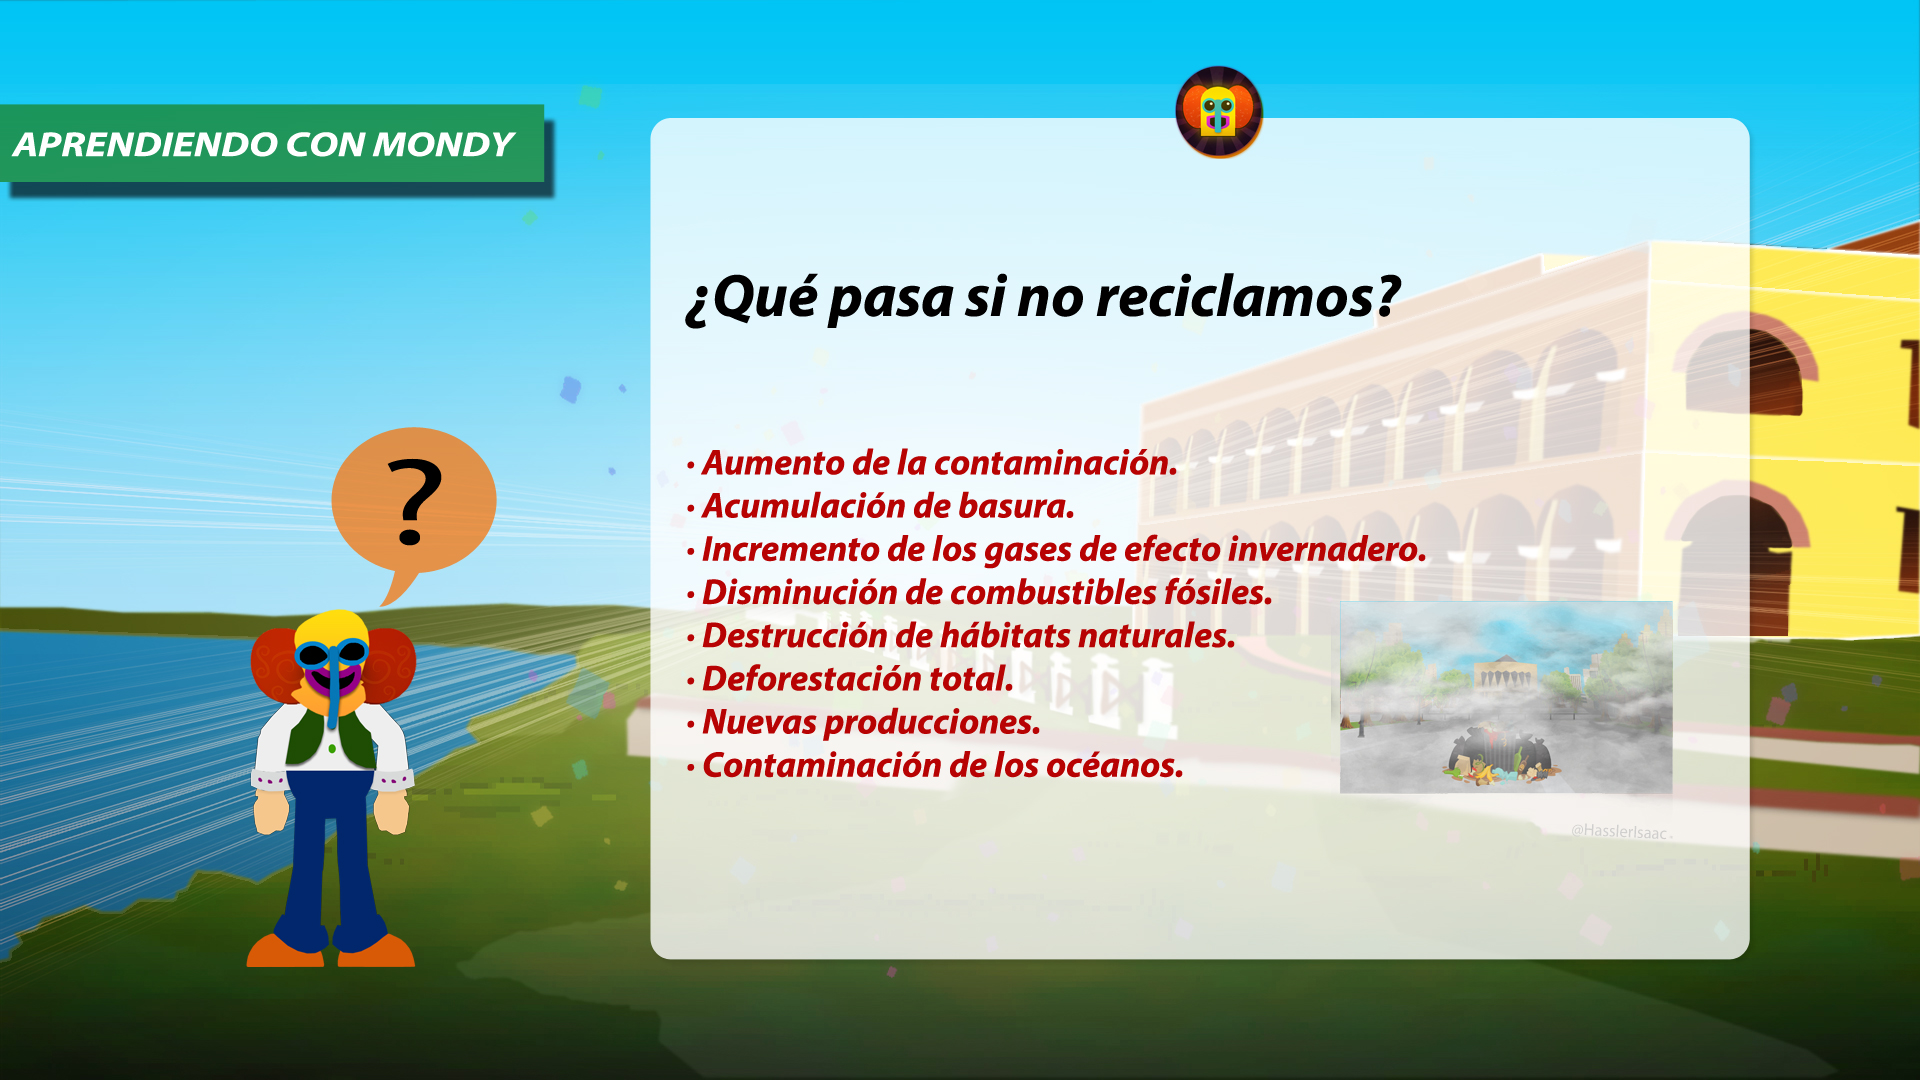 APRENDIENDO CON MONDY
¿Qué pasa si no reciclamos?
?
· Aumento de la contaminación.
· Acumulación de basura.
· Incremento de los gases de efecto invernadero.
· Disminución de combustibles fósiles.
· Destrucción de hábitats naturales.
· Deforestación total.
· Nuevas producciones.
· Contaminación de los océanos.
@HasslerIsaac